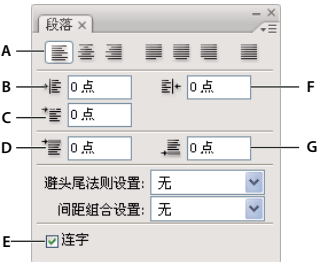 段落 ×
A
B 0 点 0 点 F
C 0 点
D 0 点 0 点 G
避头尾法则设置: 无
间距组合设置: 无
E 连字